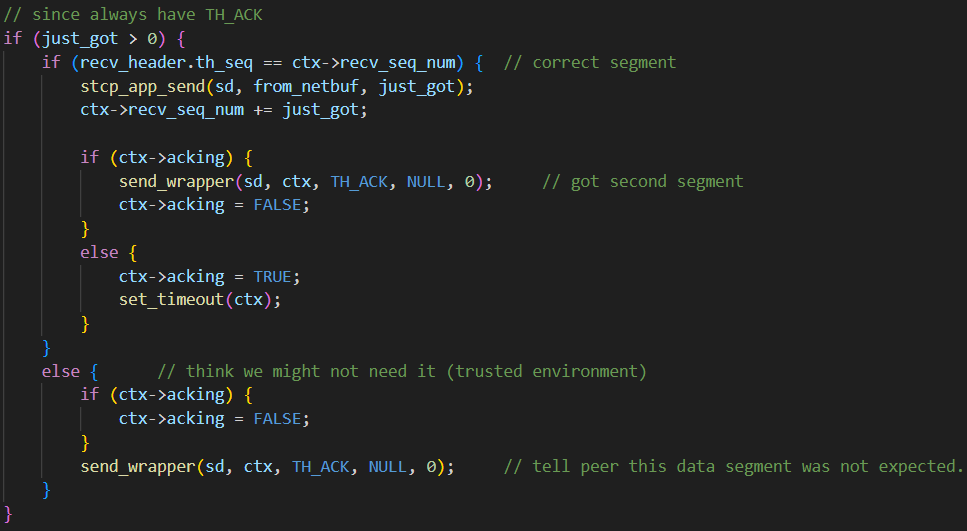 // since always have TH_ACK
if (just_got > 0) {
    if (recv_header.th_seq == ctx->recv_seq_num) {  // correct segment
        stcp_app_send(sd, from_netbuf, just_got);
        ctx->recv_seq_num += just_got;

        if (ctx->acking) {
            send_wrapper(sd, ctx, TH_ACK, NULL, 0);     // got second segment
            ctx->acking = FALSE;
        }
        else {
            ctx->acking = TRUE;
            set_timeout(ctx);
        }
    }
    else {      // think we might not need it (trusted environment)
        if (ctx->acking) {
            ctx->acking = FALSE;
        }
        send_wrapper(sd, ctx, TH_ACK, NULL, 0);     // tell peer this data segment was not expected.
    }
}